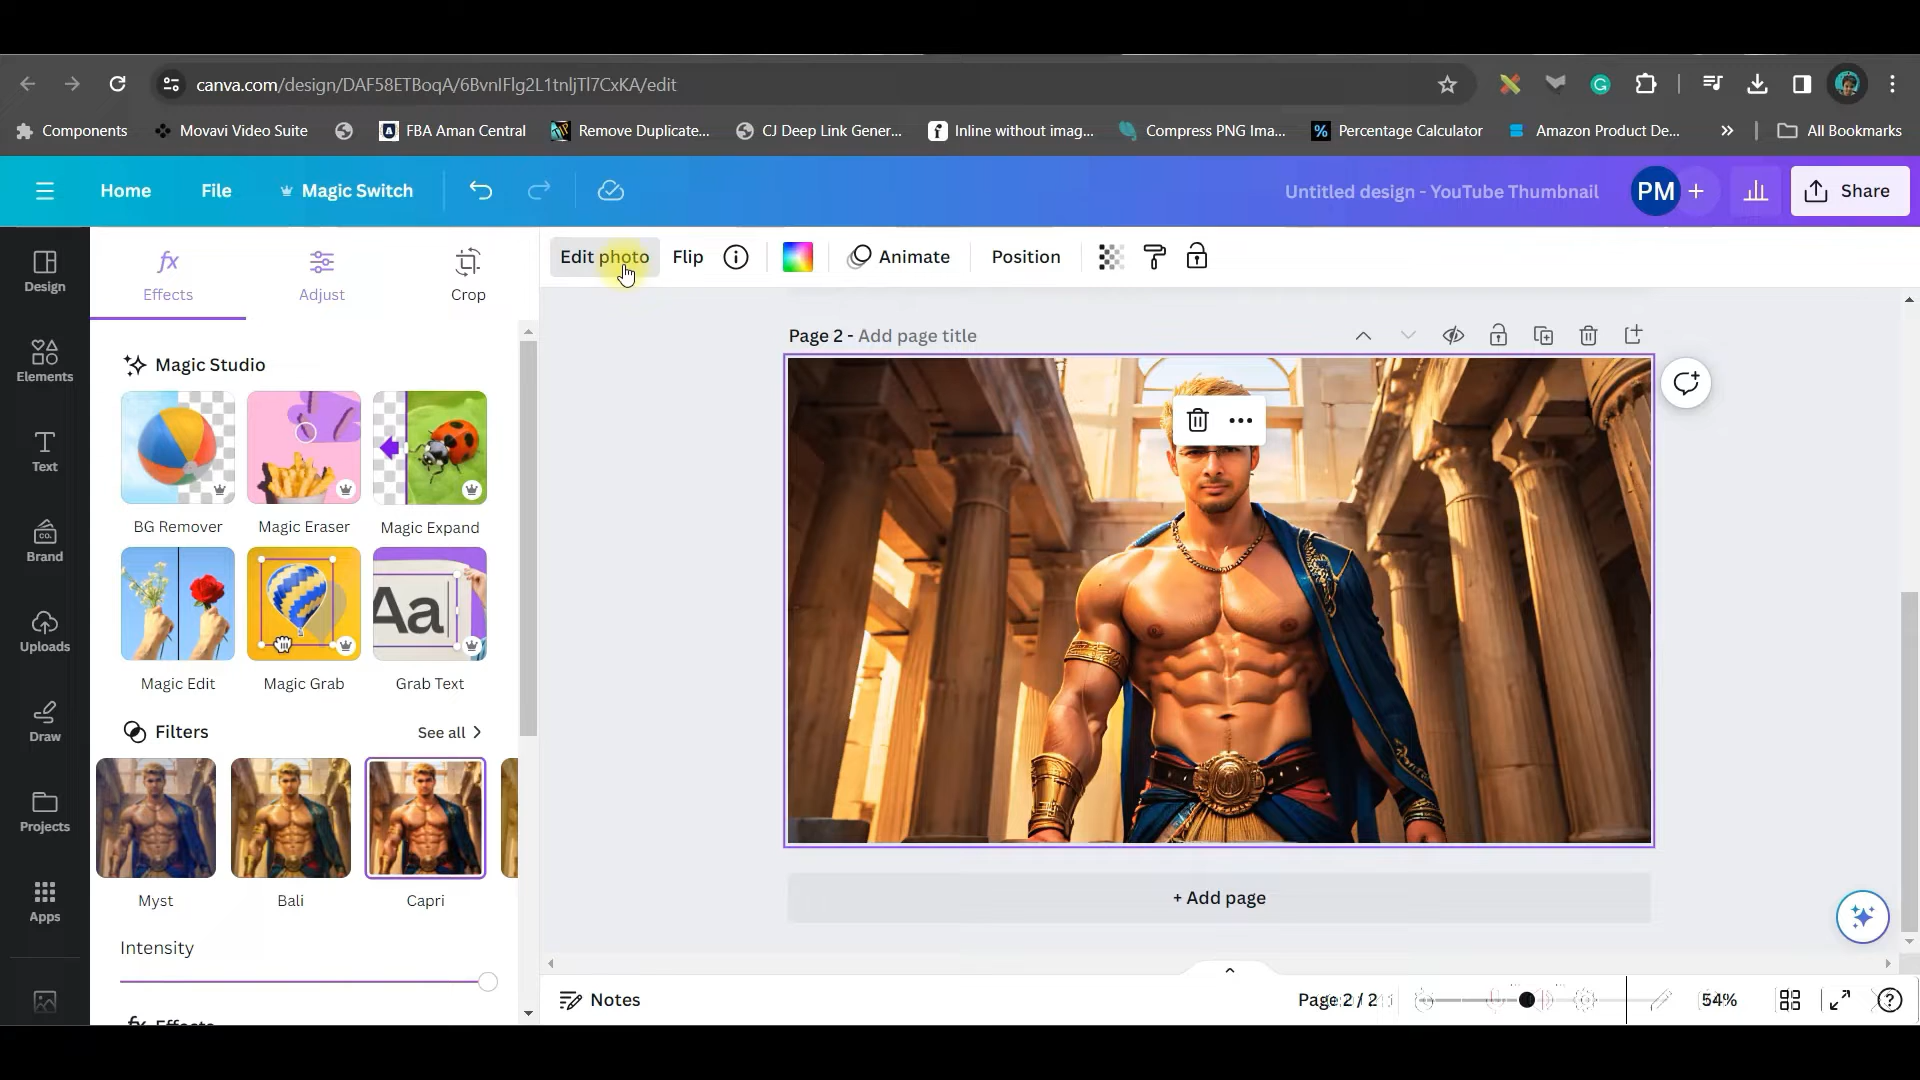 canva.com/design/DAF58ETBoqA/6BvnIFlg2L1tnljTl7CxKA/edit
Components
Movavi Video Suite
FBA Aman Central
Remove Duplicate...
CJ Deep Link Gener...
Inline without imag...
Compress PNG Ima...
Percentage Calculator
Amazon Product De...
All Bookmarks
Home
File
Magic Switch
Untitled design - YouTube Thumbnail
PM
Share
Design
Elements
Text
Brand
Uploads
Draw
Projects
Apps
Effects
Adjust
Crop
Magic Studio
BG Remover
Magic Eraser
Magic Expand
Aa
Magic Edit
Magic Grab
Grab Text
Filters
See all
Myst
Bali
Capri
Intensity
fx Effects
Edit photo
Flip
Animate
Position
Page 2 - Add page title
+ Add page
Notes
Page 2 / 2
54%